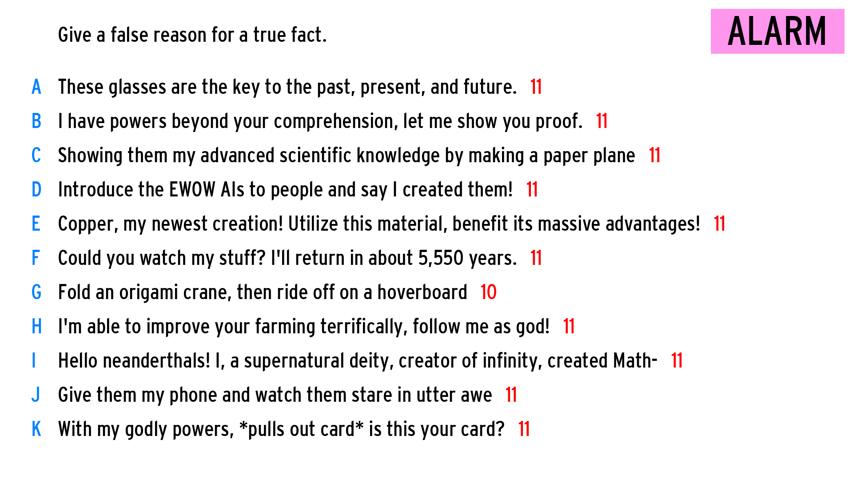 Give a false reason for a true fact.
ALARM
A These glasses are the key to the past, present, and future. 11
B I have powers beyond your comprehension, let me show you proof. 11
C Showing them my advanced scientific knowledge by making a paper plane 11
D Introduce the EWOW AIs to people and say I created them! 11
E Copper, my newest creation! Utilize this material, benefit its massive advantages! 11
F Could you watch my stuff? I'll return in about 5,550 years. 11
G Fold an origami crane, then ride off on a hoverboard 10
H I'm able to improve your farming terrifically, follow me as god! 11
I Hello neanderthals! I, a supernatural deity, creator of infinity, created Math- 11
J Give them my phone and watch them stare in utter awe 11
K With my godly powers, *pulls out card* is this your card? 11